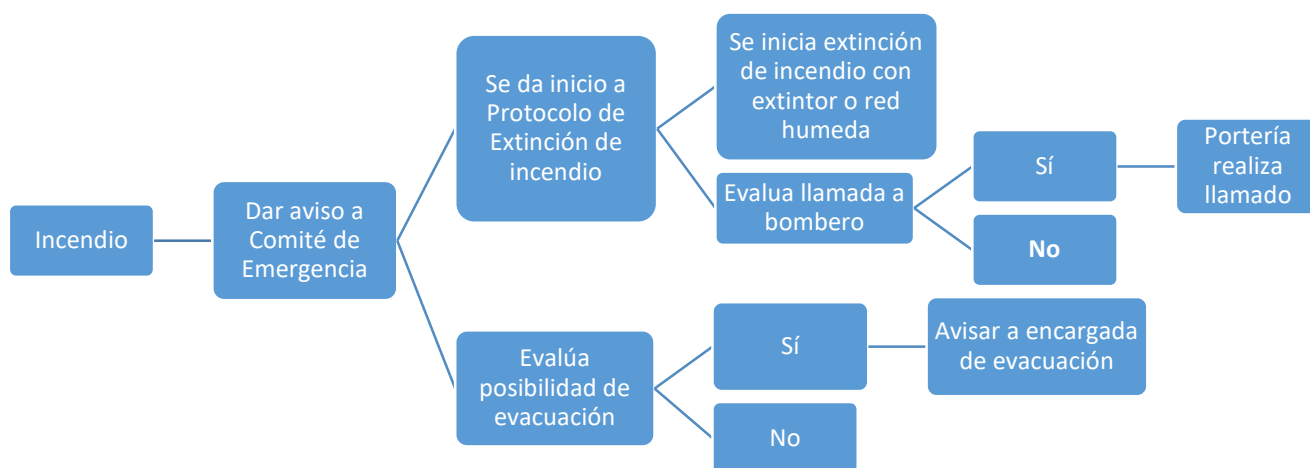 Incendio
Dar aviso a
Comité de
Emergencia
Se da inicio a
Protocolo de
Extinción de
incendio
Se inicia extinción
de incendio con
extintor o red
humeda
Evalua llamada a
bombero
Sí
Portería
realiza
llamado
No
Evalúa
posibilidad de
evacuación
Sí
Avisar a encargada
de evacuación
No